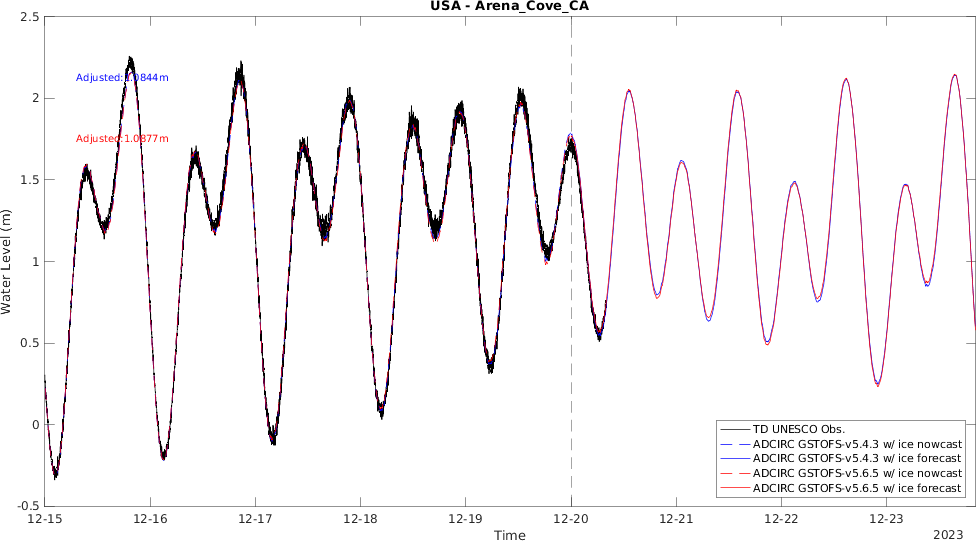 USA - Arena_Cove_CA
2.5
2
1.5
1
0.5
0
-0.5
Water Level (m)
Adjusted:1.0844m
Adjusted:1.0877m
TD UNESCO Obs.
ADCIRC GSTOFS-v5.4.3 w/ ice nowcast
ADCIRC GSTOFS-v5.4.3 w/ ice forecast
ADCIRC GSTOFS-v5.6.5 w/ ice nowcast
ADCIRC GSTOFS-v5.6.5 w/ ice forecast
12-15 12-16 12-17 12-18 12-19 12-20 12-21 12-22 12-23
Time
2023